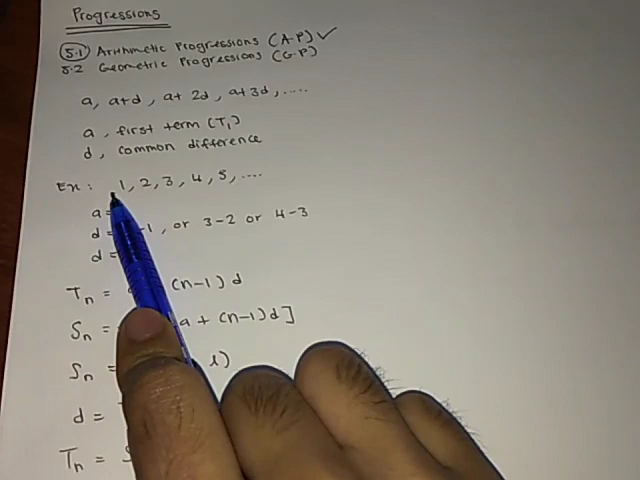 Progressions
5.1 Arithmetic Progressions (A.P) ✓
5.2 Geometric Progressions (G.P)
a, a+d, a+2d, a+3d, .....
a, first term (T₁)
d, common difference
Ex: 1, 2, 3, 4, 5, ....
a =
d = -1, or 3-2 or 4-3
d =
Tn = (n-1) d
Sn = a + (n-1) d ]
Sn = l)
d =
Tn = S